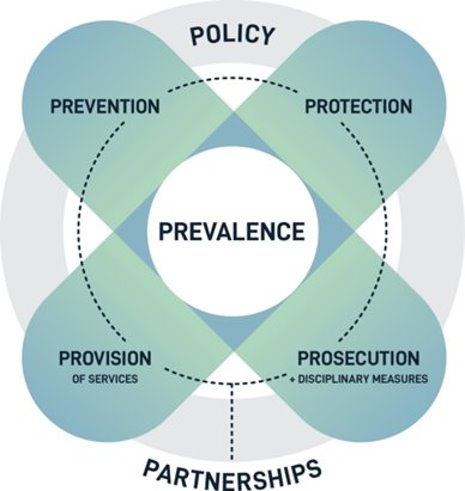 POLICY
PREVENTION
PROTECTION
PREVALENCE
PROVISION
OF SERVICES
PROSECUTION
+ DISCIPLINARY MEASURES
PARTNERSHIPS